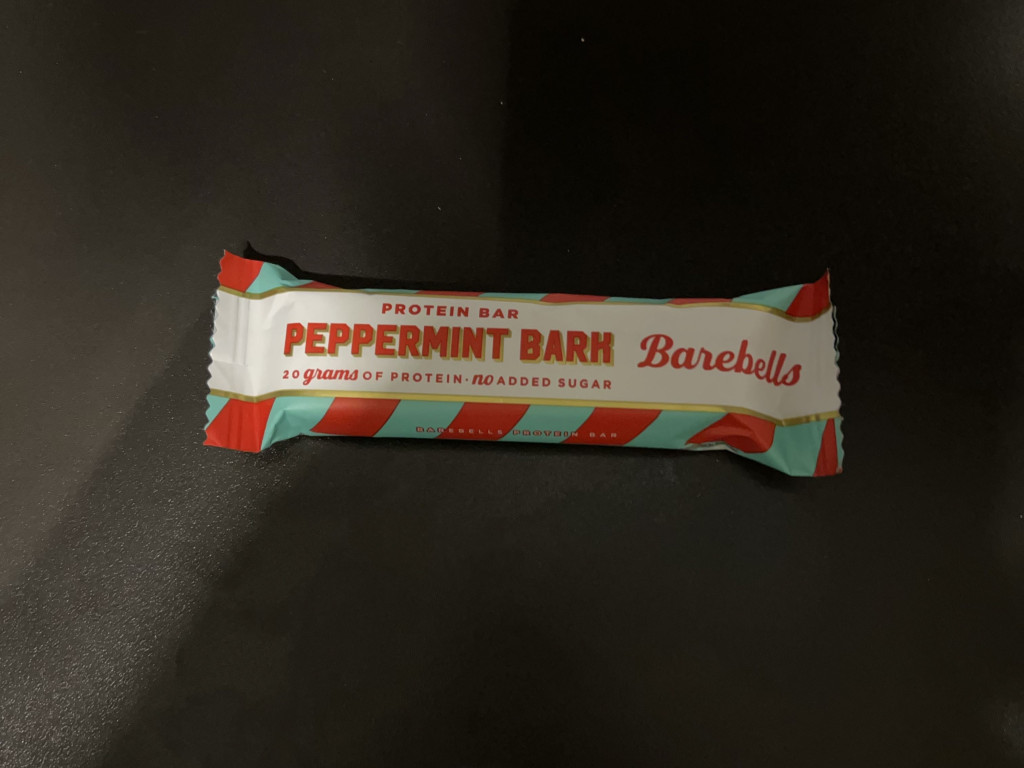 PROTEIN BAR
PEPPERMINT BARK
20 grams OF PROTEIN · no ADDED SUGAR
Barebells
BAREBELLS PROTEIN BAR